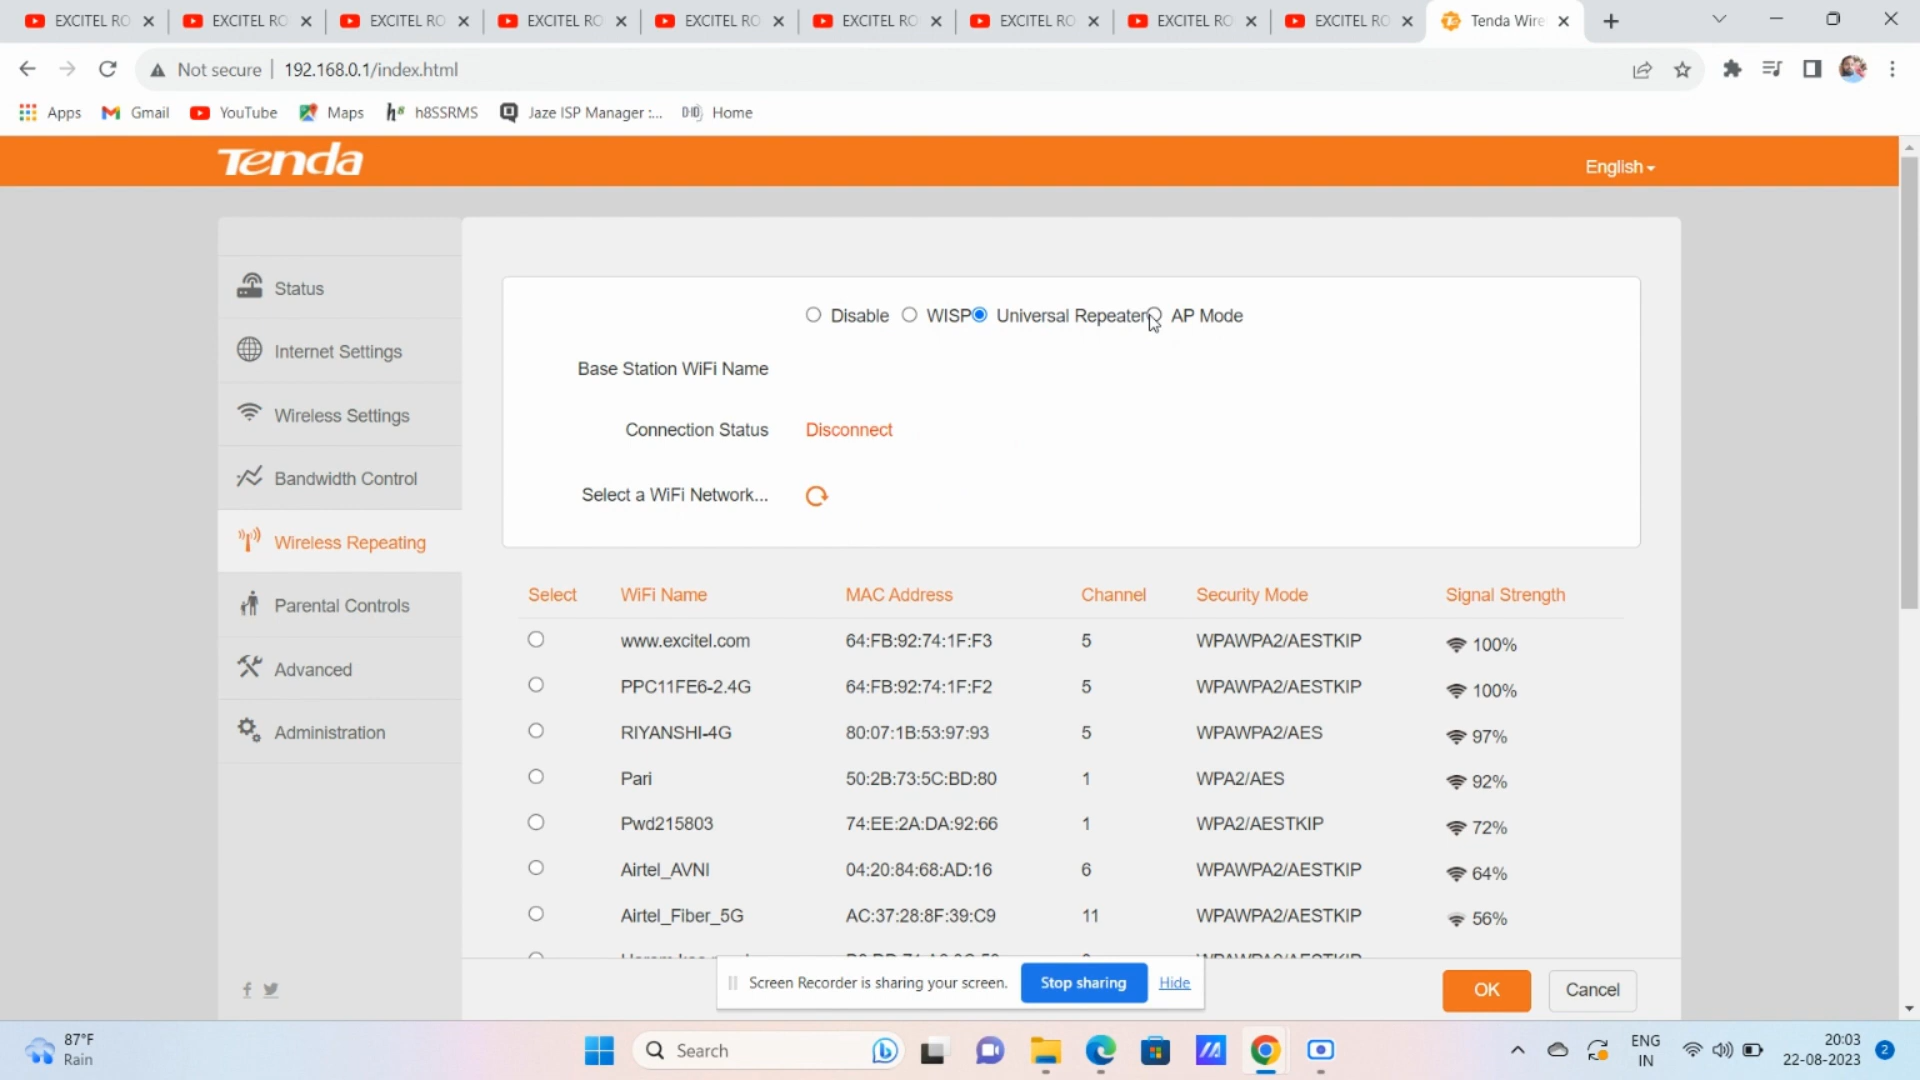 EXCITEL RO EXCITEL RO EXCITEL RO EXCITEL RO EXCITEL RO EXCITEL RO EXCITEL RO EXCITEL RO EXCITEL RO Tenda Wire
Not secure 192.168.0.1/index.html
Apps Gmail YouTube Maps h8SSRMS Jaze ISP Manager :... Home
Tenda
English
Status
Internet Settings
Wireless Settings
Bandwidth Control
Wireless Repeating
Parental Controls
Advanced
Administration
Disable WISP Universal Repeater AP Mode
Base Station WiFi Name
Connection Status Disconnect
Select a WiFi Network...
Select WiFi Name MAC Address Channel Security Mode Signal Strength
www.excitel.com 64:FB:92:74:1F:F3 5 WPAWPA2/AESTKIP 100%
PPC11FE6-2.4G 64:FB:92:74:1F:F2 5 WPAWPA2/AESTKIP 100%
RIYANSHI-4G 80:07:1B:53:97:93 5 WPAWPA2/AES 97%
Pari 50:2B:73:5C:BD:80 1 WPA2/AES 92%
Pwd215803 74:EE:2A:DA:92:66 1 WPA2/AESTKIP 72%
Airtel_AVNI 04:20:84:68:AD:16 6 WPAWPA2/AESTKIP 64%
Airtel_Fiber_5G AC:37:28:8F:39:C9 11 WPAWPA2/AESTKIP 56%
Screen Recorder is sharing your screen. Stop sharing Hide
OK Cancel
87°F
Rain
Search
ENG
IN
20:03
22-08-2023
2